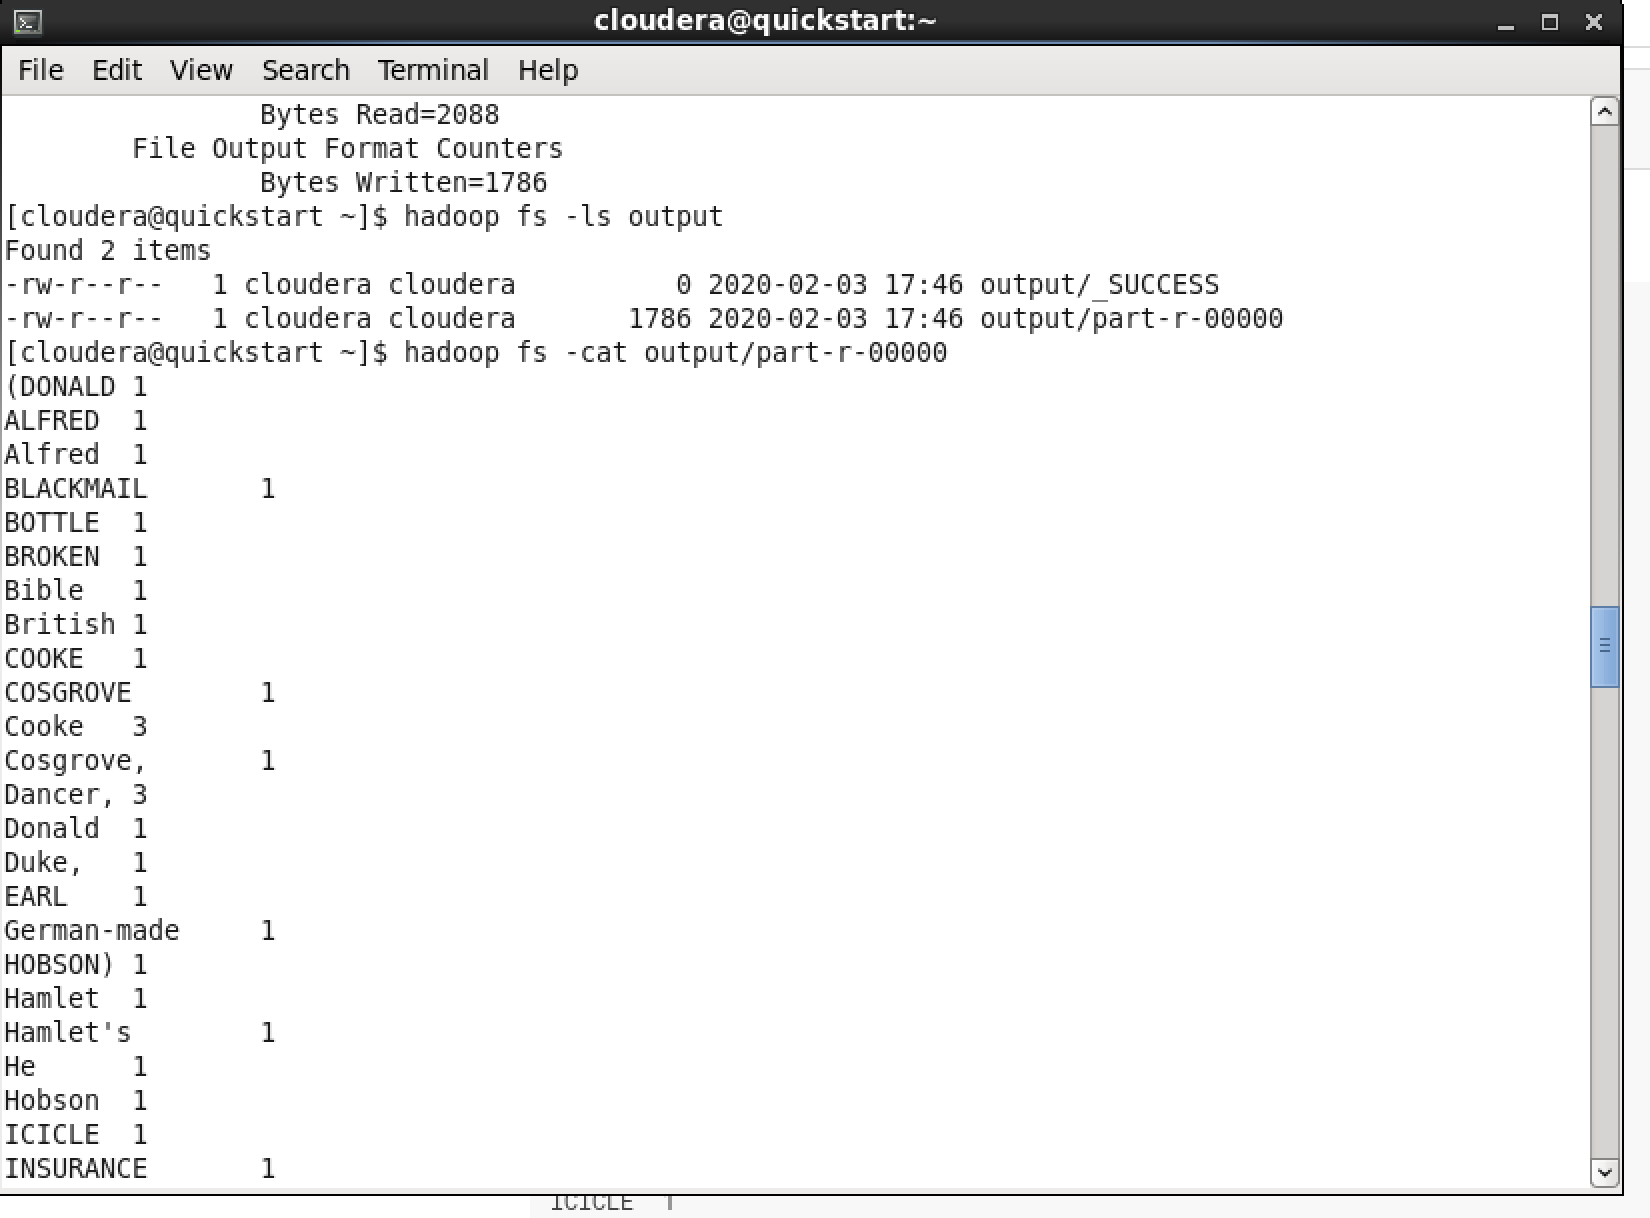 cloudera@quickstart:~
File Edit View Search Terminal Help
Bytes Read=2088
File Output Format Counters
Bytes Written=1786
[cloudera@quickstart ~]$ hadoop fs -ls output
Found 2 items
-rw-r--r--   1 cloudera cloudera          0 2020-02-03 17:46 output/_SUCCESS
-rw-r--r--   1 cloudera cloudera       1786 2020-02-03 17:46 output/part-r-00000
[cloudera@quickstart ~]$ hadoop fs -cat output/part-r-00000
(DONALD 1
ALFRED 1
Alfred 1
BLACKMAIL 1
BOTTLE 1
BROKEN 1
Bible 1
British 1
COOKE 1
COSGROVE 1
Cooke 3
Cosgrove, 1
Dancer, 3
Donald 1
Duke, 1
EARL 1
German-made 1
HOBSON) 1
Hamlet 1
Hamlet's 1
He 1
Hobson 1
ICICLE 1
INSURANCE 1
ICICLE 1